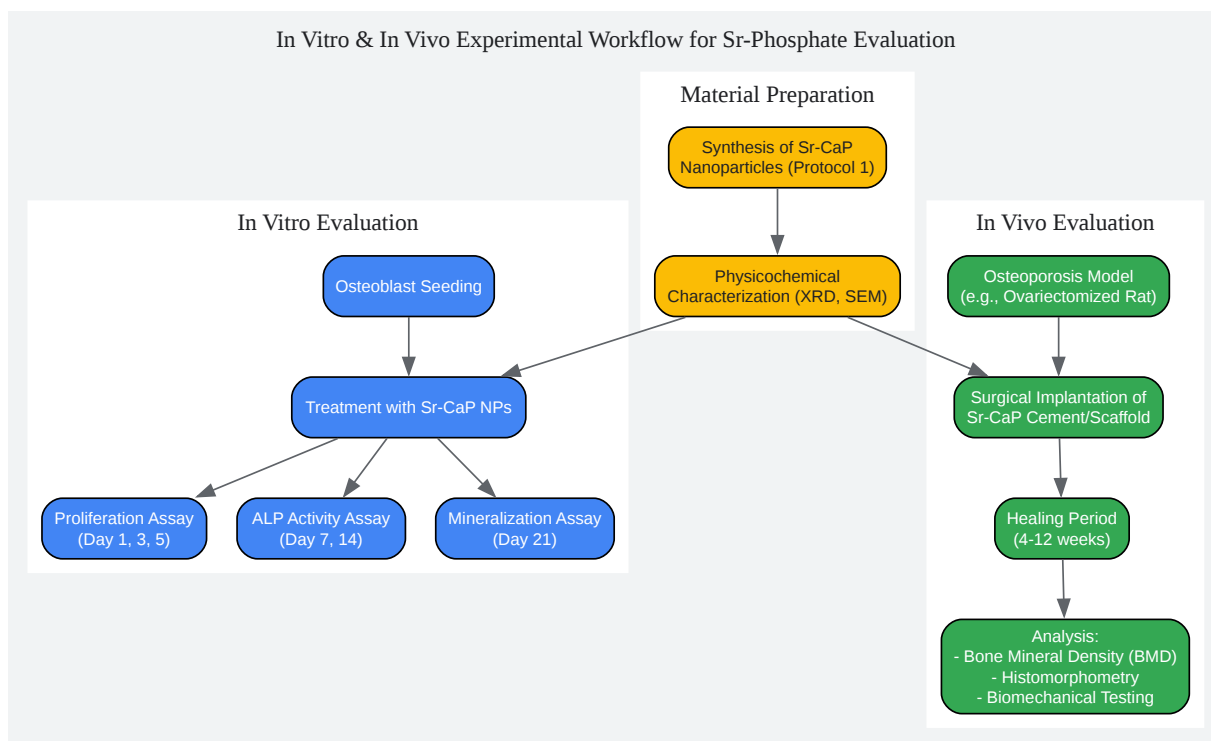 In Vitro & In Vivo Experimental Workflow for Sr-Phosphate Evaluation
Material Preparation
Synthesis of Sr-CaP
Nanoparticles (Protocol 1)
Physicochemical
Characterization (XRD, SEM)
In Vitro Evaluation
Osteoblast Seeding
Treatment with Sr-CaP NPs
Proliferation Assay
(Day 1, 3, 5)
ALP Activity Assay
(Day 7, 14)
Mineralization Assay
(Day 21)
In Vivo Evaluation
Osteoporosis Model
(e.g., Ovariectomized Rat)
Surgical Implantation of
Sr-CaP Cement/Scaffold
Healing Period
(4-12 weeks)
Analysis:
- Bone Mineral Density (BMD)
- Histomorphometry
- Biomechanical Testing